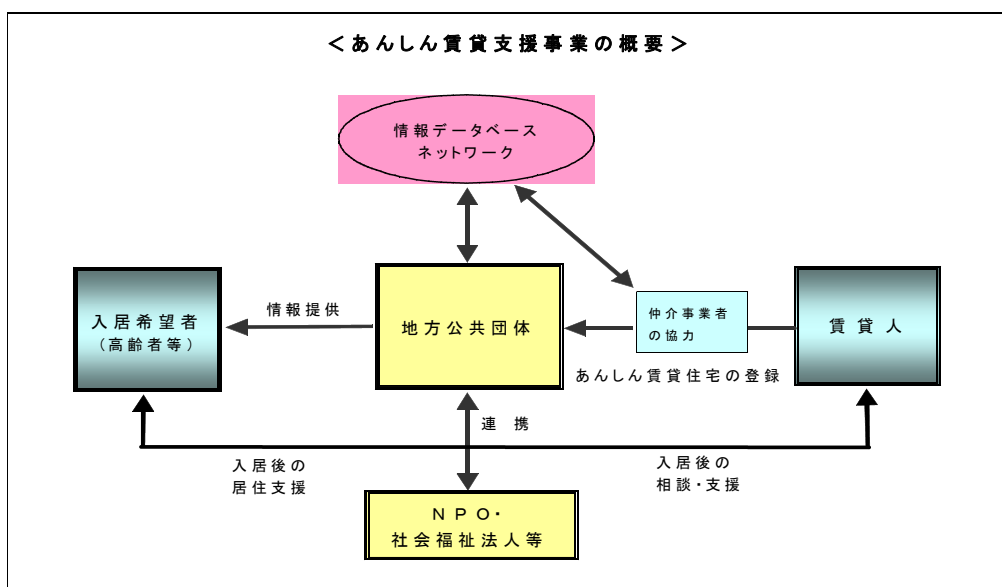 ＜あんしん賃貸支援事業の概要＞
情報データベース
ネットワーク
入居希望者
（高齢者等）
情報提供
地方公共団体
仲介事業者
の協力
賃貸人
あんしん賃貸住宅の登録
連 携
入居後の
居住支援
入居後の
相談・支援
ＮＰＯ・
社会福祉法人等